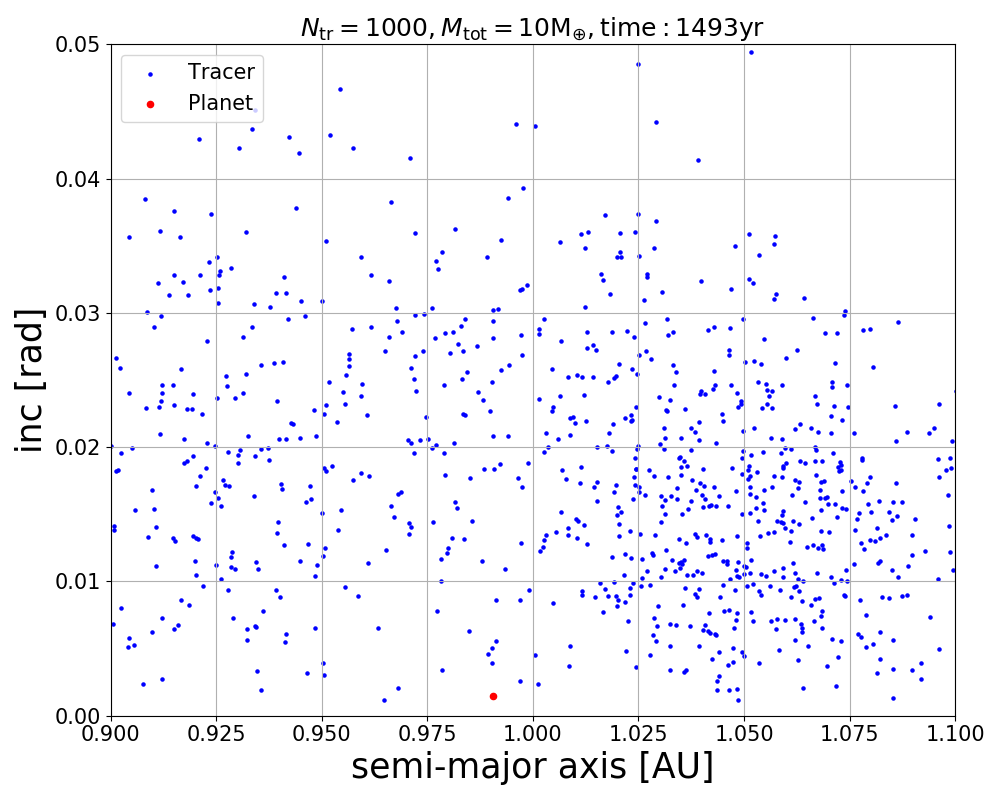 N_tr = 1000, M_tot = 10M_⊕, time : 1493yr
0.05
Tracer
Planet
0.04
0.03
inc [rad]
0.02
0.01
0.00
0.900 0.925 0.950 0.975 1.000 1.025 1.050 1.075 1.100
semi-major axis [AU]